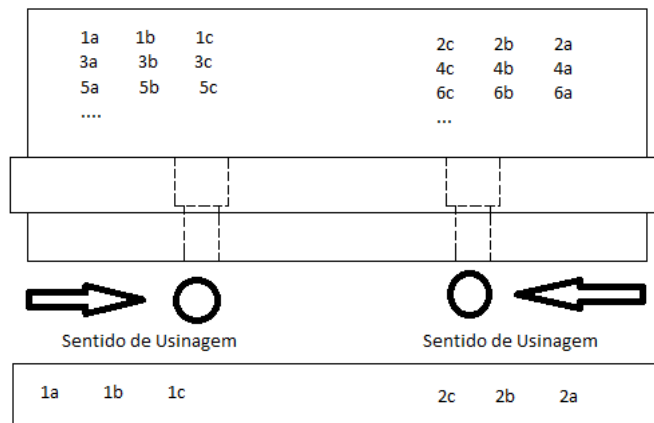 1a 1b 1c
3a 3b 3c
5a 5b 5c
....
2c 2b 2a
4c 4b 4a
6c 6b 6a
...
Sentido de Usinagem
Sentido de Usinagem
1a 1b 1c 2c 2b 2a